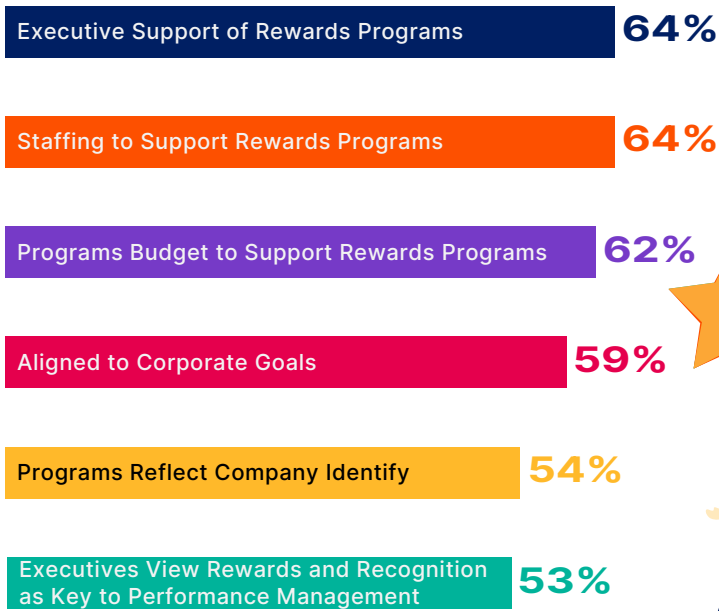 Executive Support of Rewards Programs 64%
Staffing to Support Rewards Programs 64%
Programs Budget to Support Rewards Programs 62%
Aligned to Corporate Goals 59%
Programs Reflect Company Identify 54%
Executives View Rewards and Recognition
as Key to Performance Management 53%